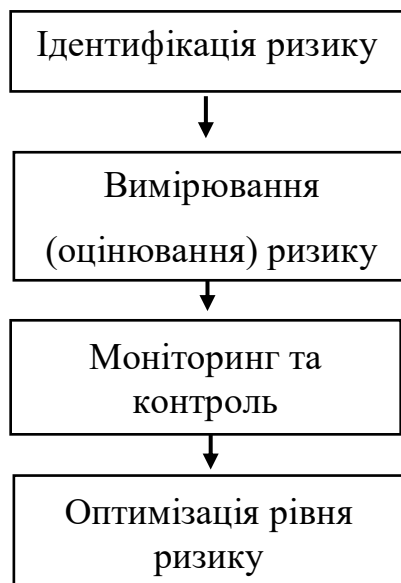 Ідентифікація ризику
Вимірювання
(оцінювання) ризику
Моніторинг та
контроль
Оптимізація рівня
ризику